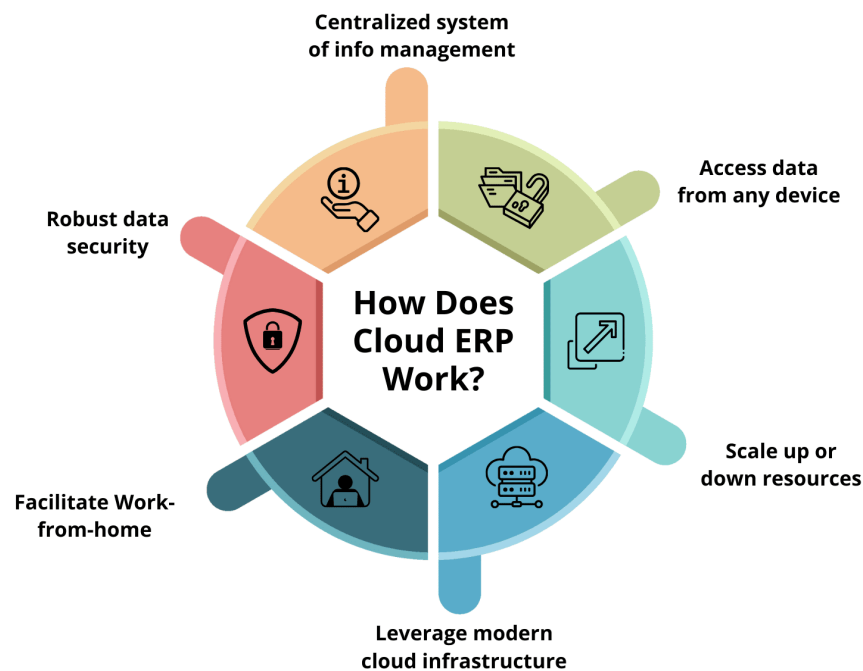 Centralized system
of info management
Access data
from any device
Robust data
security
How Does
Cloud ERP
Work?
Scale up or
down resources
Facilitate Work-
from-home
Leverage modern
cloud infrastructure